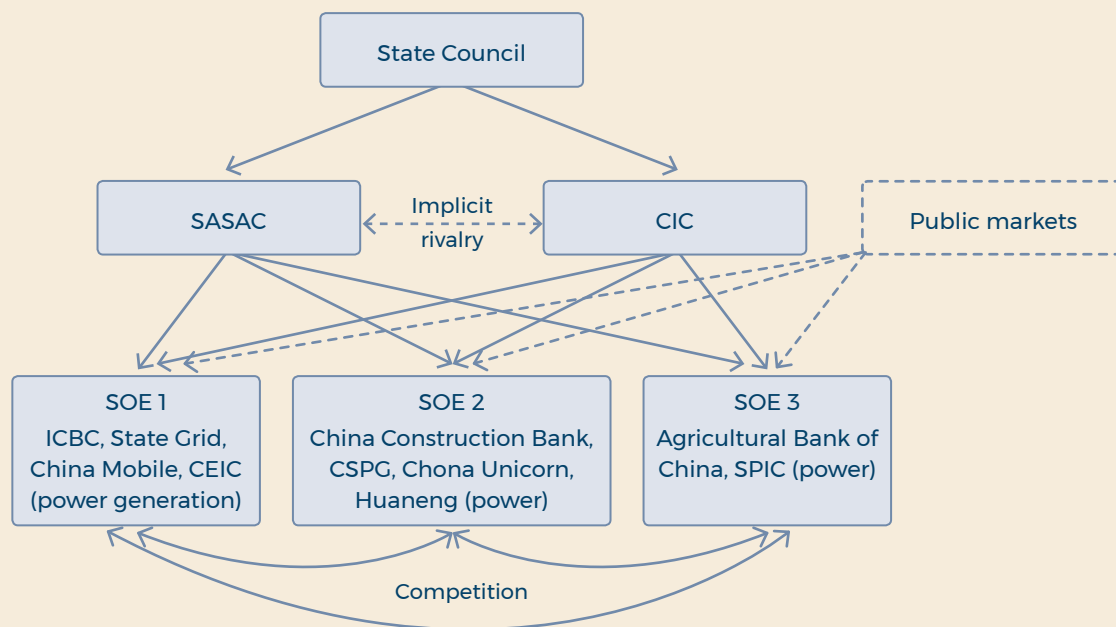 State Council
SASAC
Implicit
rivalry
CIC
Public markets
SOE 1
ICBC, State Grid,
China Mobile, CEIC
(power generation)
SOE 2
China Construction Bank,
CSPG, Chona Unicorn,
Huaneng (power)
SOE 3
Agricultural Bank of
China, SPIC (power)
Competition